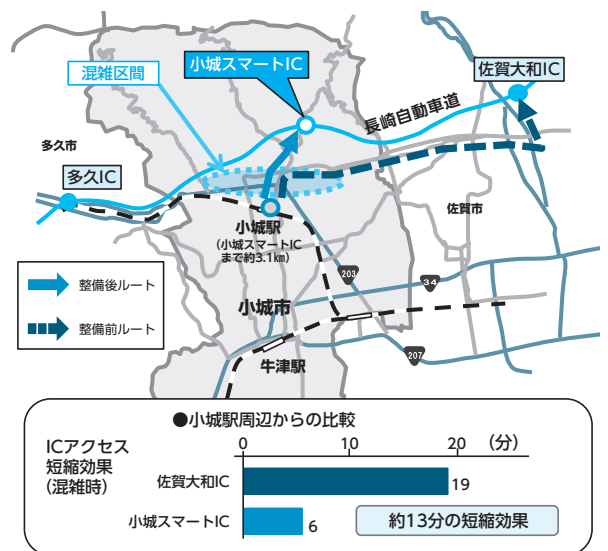 小城スマートIC
佐賀大和IC
混雑区間
長崎自動車道
多久市
多久IC
佐賀市
小城駅
(小城スマートIC
まで約3.1㎞)
203
34
整備後ルート
小城市
整備前ルート
207
牛津駅
●小城駅周辺からの比較
ICアクセス
短縮効果
(混雑時)
0 10 20 (分)
佐賀大和IC 19
小城スマートIC 6
約13分の短縮効果